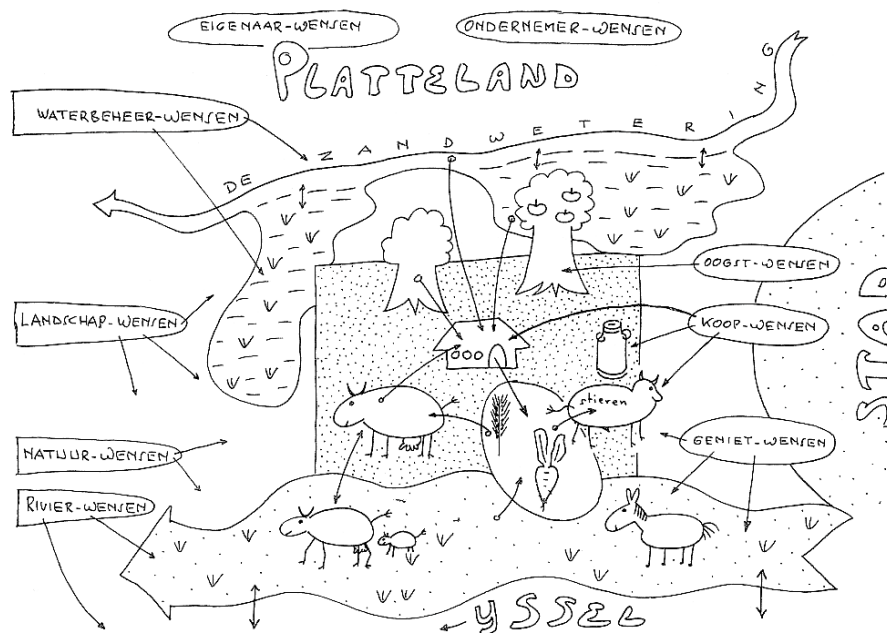 EIGENAAR-WENSEN
ONDERNEMER-WENSEN
PLATTELAND
WATERBEHEER-WENSEN
DE ZANDWETERING
OOGST-WENSEN
LANDSCHAP-WENSEN
KOOP-WENSEN
STAD
stieren
NATUUR-WENSEN
GENIET-WENSEN
RIVIER-WENSEN
YSSEL